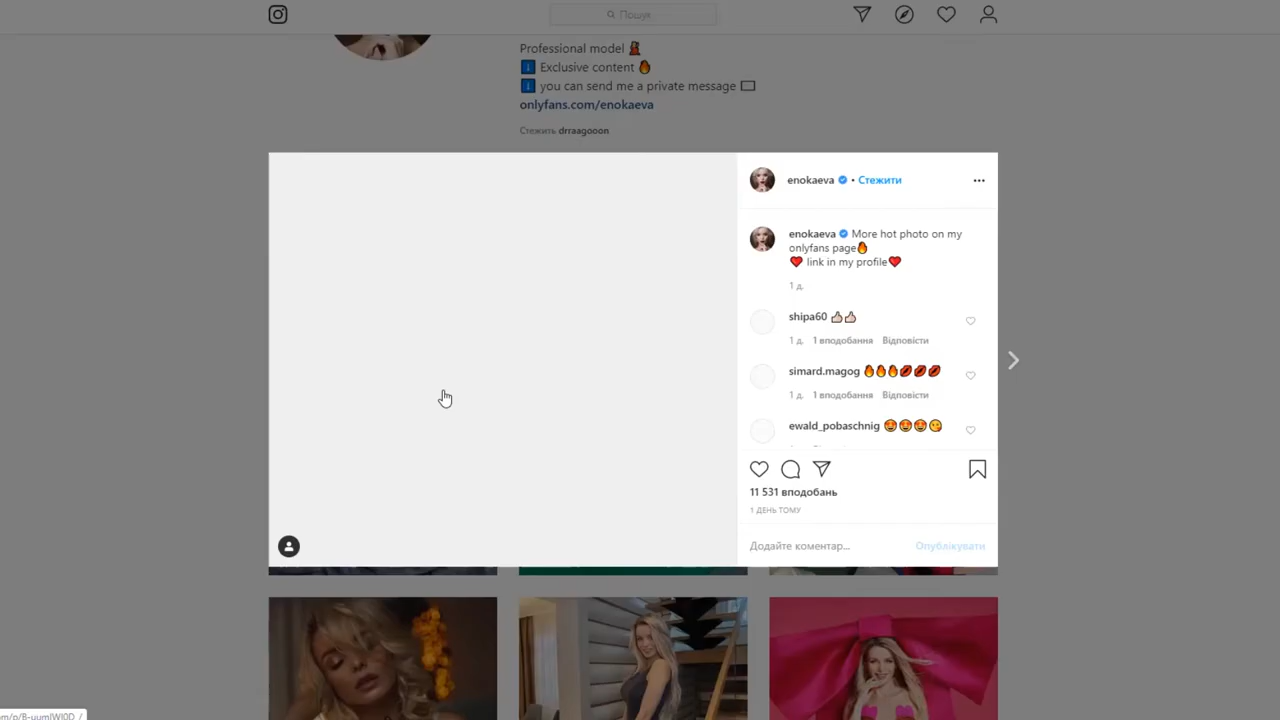 Пошук
Professional model
Exclusive content
you can send me a private message
onlyfans.com/enokaeva
Стежить drraagooon
enokaeva • Стежити
enokaeva More hot photo on my
onlyfans page
link in my profile
1 д.
shipa60
1 д. 1 вподобання Відповісти
simard.magog
1 д. 1 вподобання Відповісти
ewald_pobaschnig
11 531 вподобань
1 ДЕНЬ ТОМУ
Додайте коментар...
Опублікувати